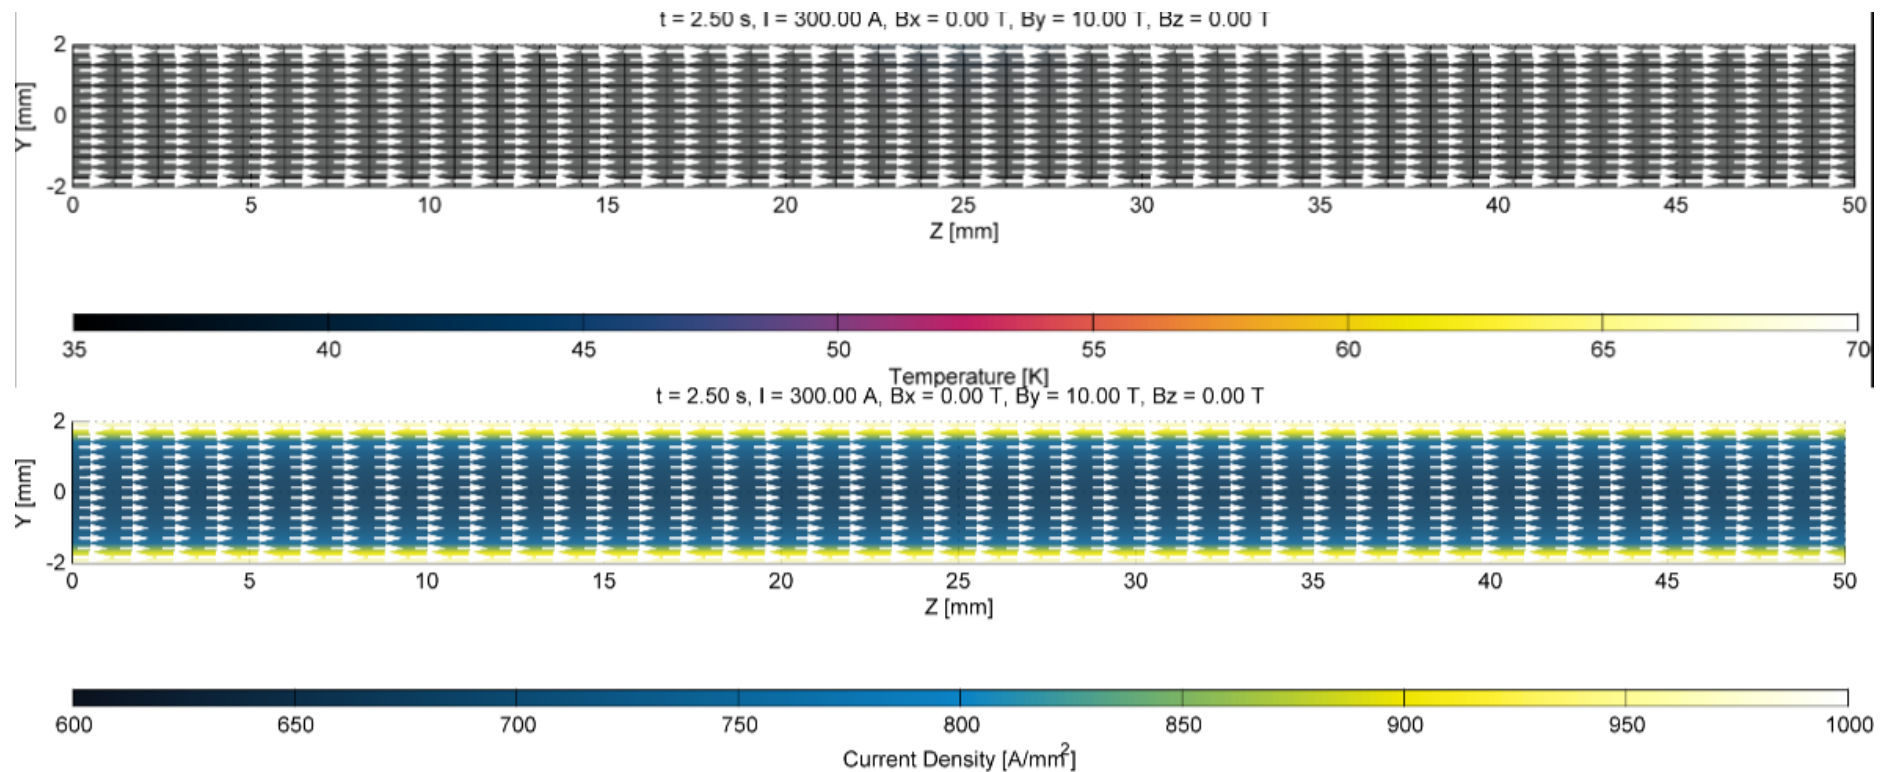 t = 2.50 s, I = 300.00 A, Bx = 0.00 T, By = 10.00 T, Bz = 0.00 T
2
0
-2
Y [mm]
0 5 10 15 20 25 30 35 40 45 50
Z [mm]
35 40 45 50 55 60 65 70
Temperature [K]
t = 2.50 s, I = 300.00 A, Bx = 0.00 T, By = 10.00 T, Bz = 0.00 T
2
0
-2
Y [mm]
0 5 10 15 20 25 30 35 40 45 50
Z [mm]
600 650 700 750 800 850 900 950 1000
Current Density [A/mm²]